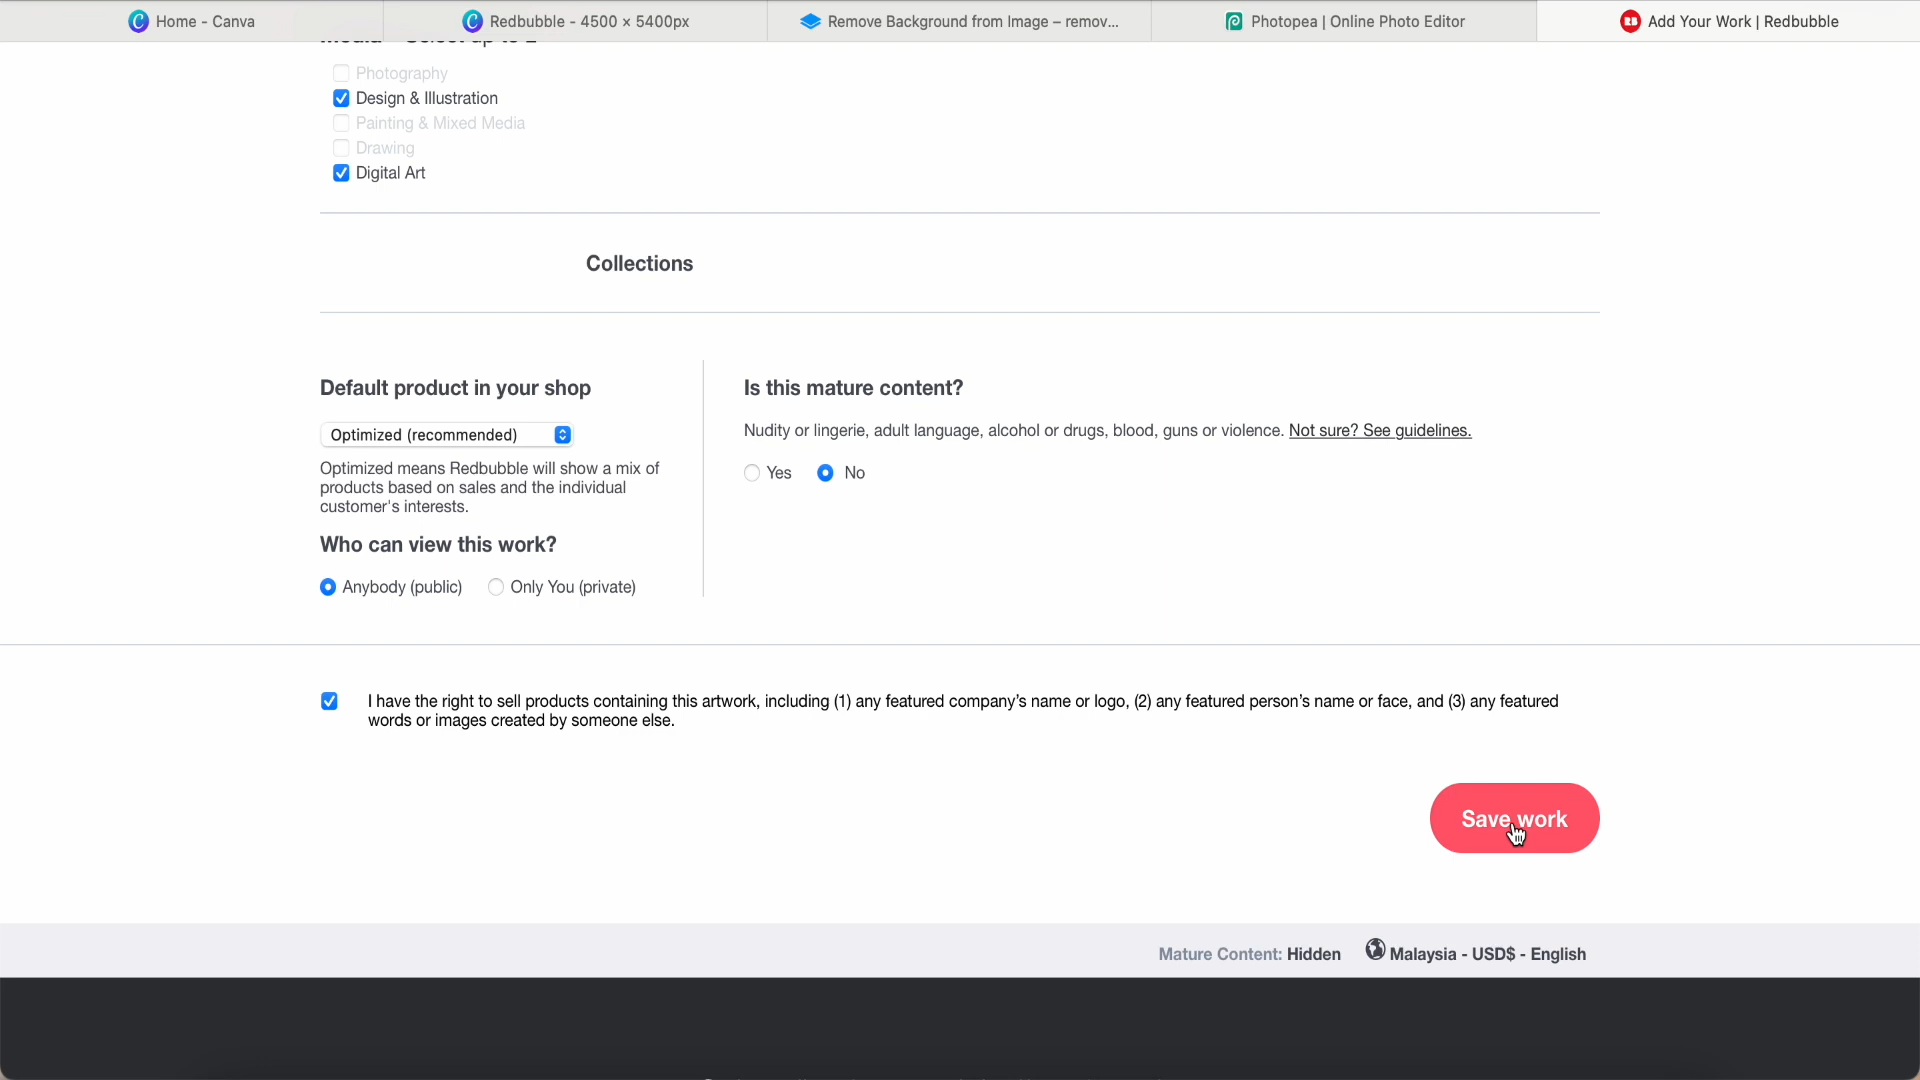 Home - Canva
Redbubble - 4500 × 5400px
Remove Background from Image – remov...
Photopea | Online Photo Editor
Add Your Work | Redbubble
Photography
Design & Illustration
Painting & Mixed Media
Drawing
Digital Art
Collections
Default product in your shop
Optimized (recommended)
Optimized means Redbubble will show a mix of
products based on sales and the individual
customer's interests.
Who can view this work?
Anybody (public) Only You (private)
Is this mature content?
Nudity or lingerie, adult language, alcohol or drugs, blood, guns or violence. Not sure? See guidelines.
Yes No
I have the right to sell products containing this artwork, including (1) any featured company's name or logo, (2) any featured person's name or face, and (3) any featured
words or images created by someone else.
Save work
Mature Content: Hidden Malaysia - USD$ - English